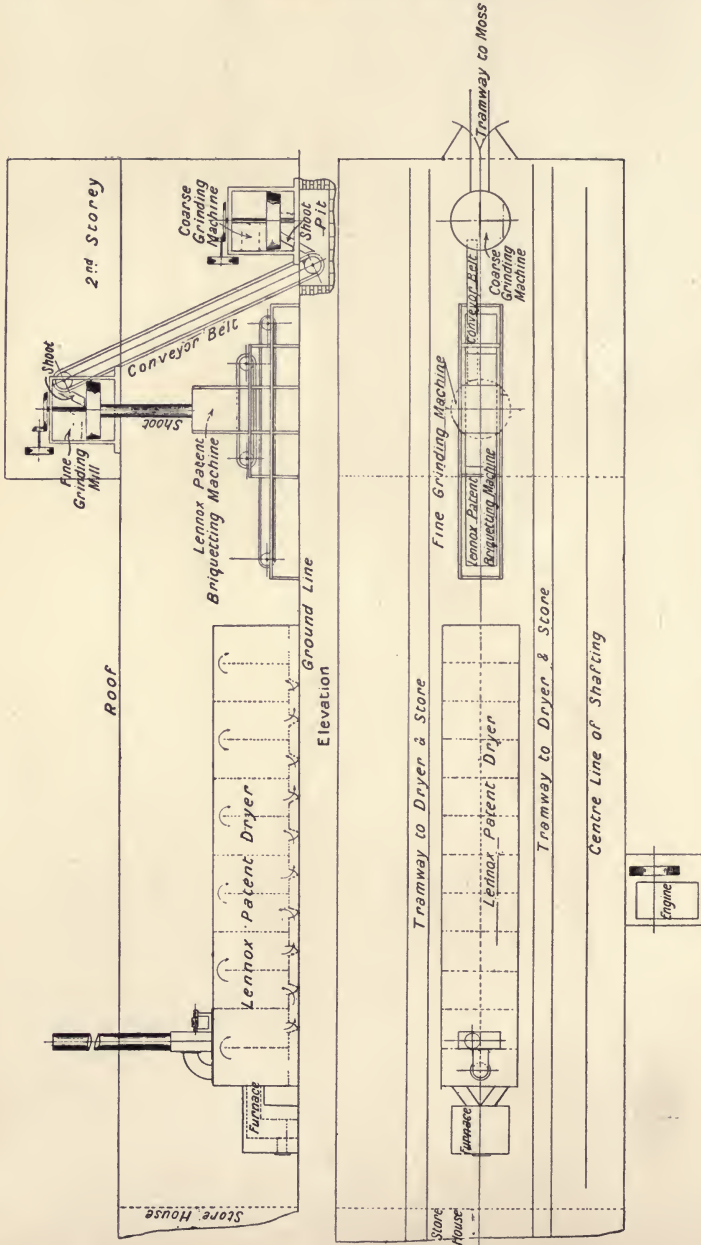 2nd Storey
Roof
Shoot
Fine
Grinding
Mill
Conveyor Belt
Coarse
Grinding
Machine
Shoot
Pit
Shoot
Lennox Patent
Briquetting Machine
Lennox Patent Dryer
Furnace
Store House
Ground Line
Elevation
Tramway to Moss
Coarse
Grinding
Machine
Conveyor Belt
Fine Grinding Machine
Lennox Patent
Briquetting Machine
Tramway to Dryer & Store
Lennox Patent Dryer
Tramway to Dryer & Store
Centre Line of Shafting
Engine
Furnace
Store
House